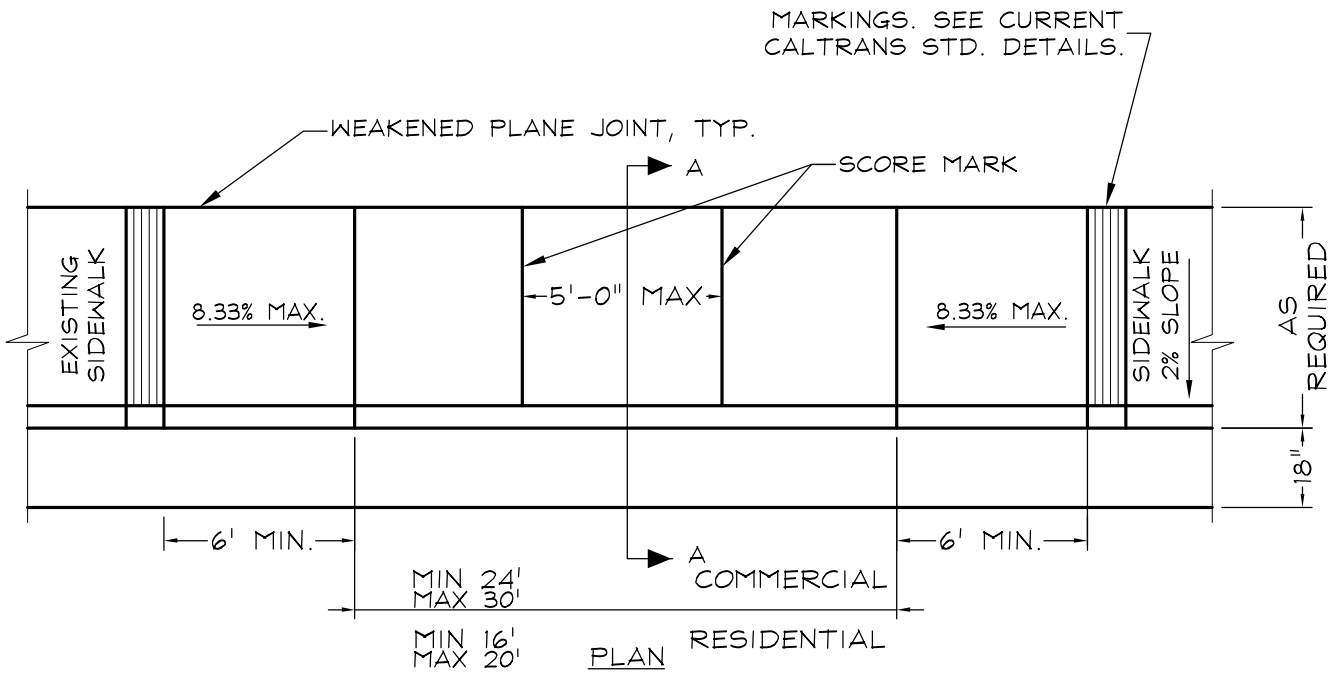 MARKINGS. SEE CURRENT
CALTRANS STD. DETAILS.
WEAKENED PLANE JOINT, TYP.
A
SCORE MARK
EXISTING
SIDEWALK
8.33% MAX.
5'-0" MAX
8.33% MAX.
SIDEWALK
2% SLOPE
AS
REQUIRED
18"
6' MIN.
A
6' MIN.
MIN 24'
MAX 30'
COMMERCIAL
MIN 16'
MAX 20'
RESIDENTIAL
PLAN